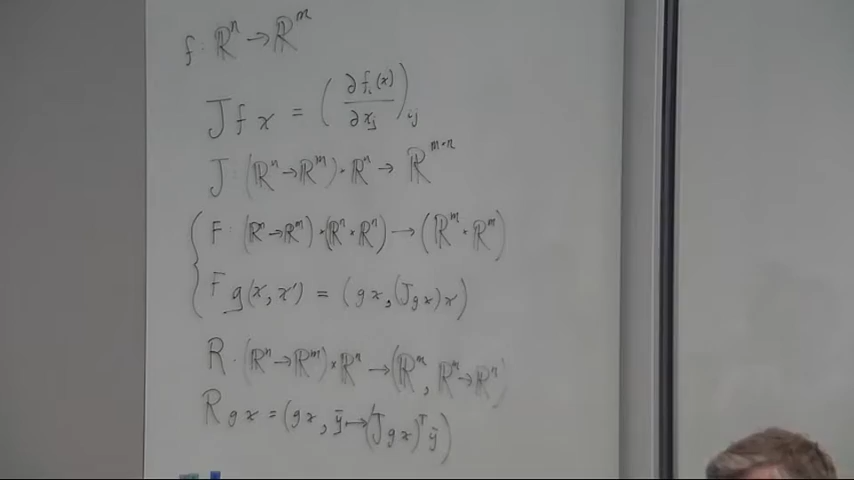 f : ℝⁿ → ℝᵐ
J f x = ( ∂fᵢ(x) / ∂xⱼ )ᵢⱼ
J : (ℝⁿ → ℝᵐ) × ℝⁿ → ℝᵐ×ⁿ
F : (ℝⁿ → ℝᵐ) × (ℝⁿ × ℝⁿ) → (ℝᵐ × ℝᵐ)
F g (x, x′) = (g x, (J g x) x′)
R : (ℝⁿ → ℝᵐ) × ℝⁿ → (ℝᵐ, ℝᵐ → ℝⁿ)
R g x = (g x, ȳ ↦ (J g x)ᵀ ȳ)